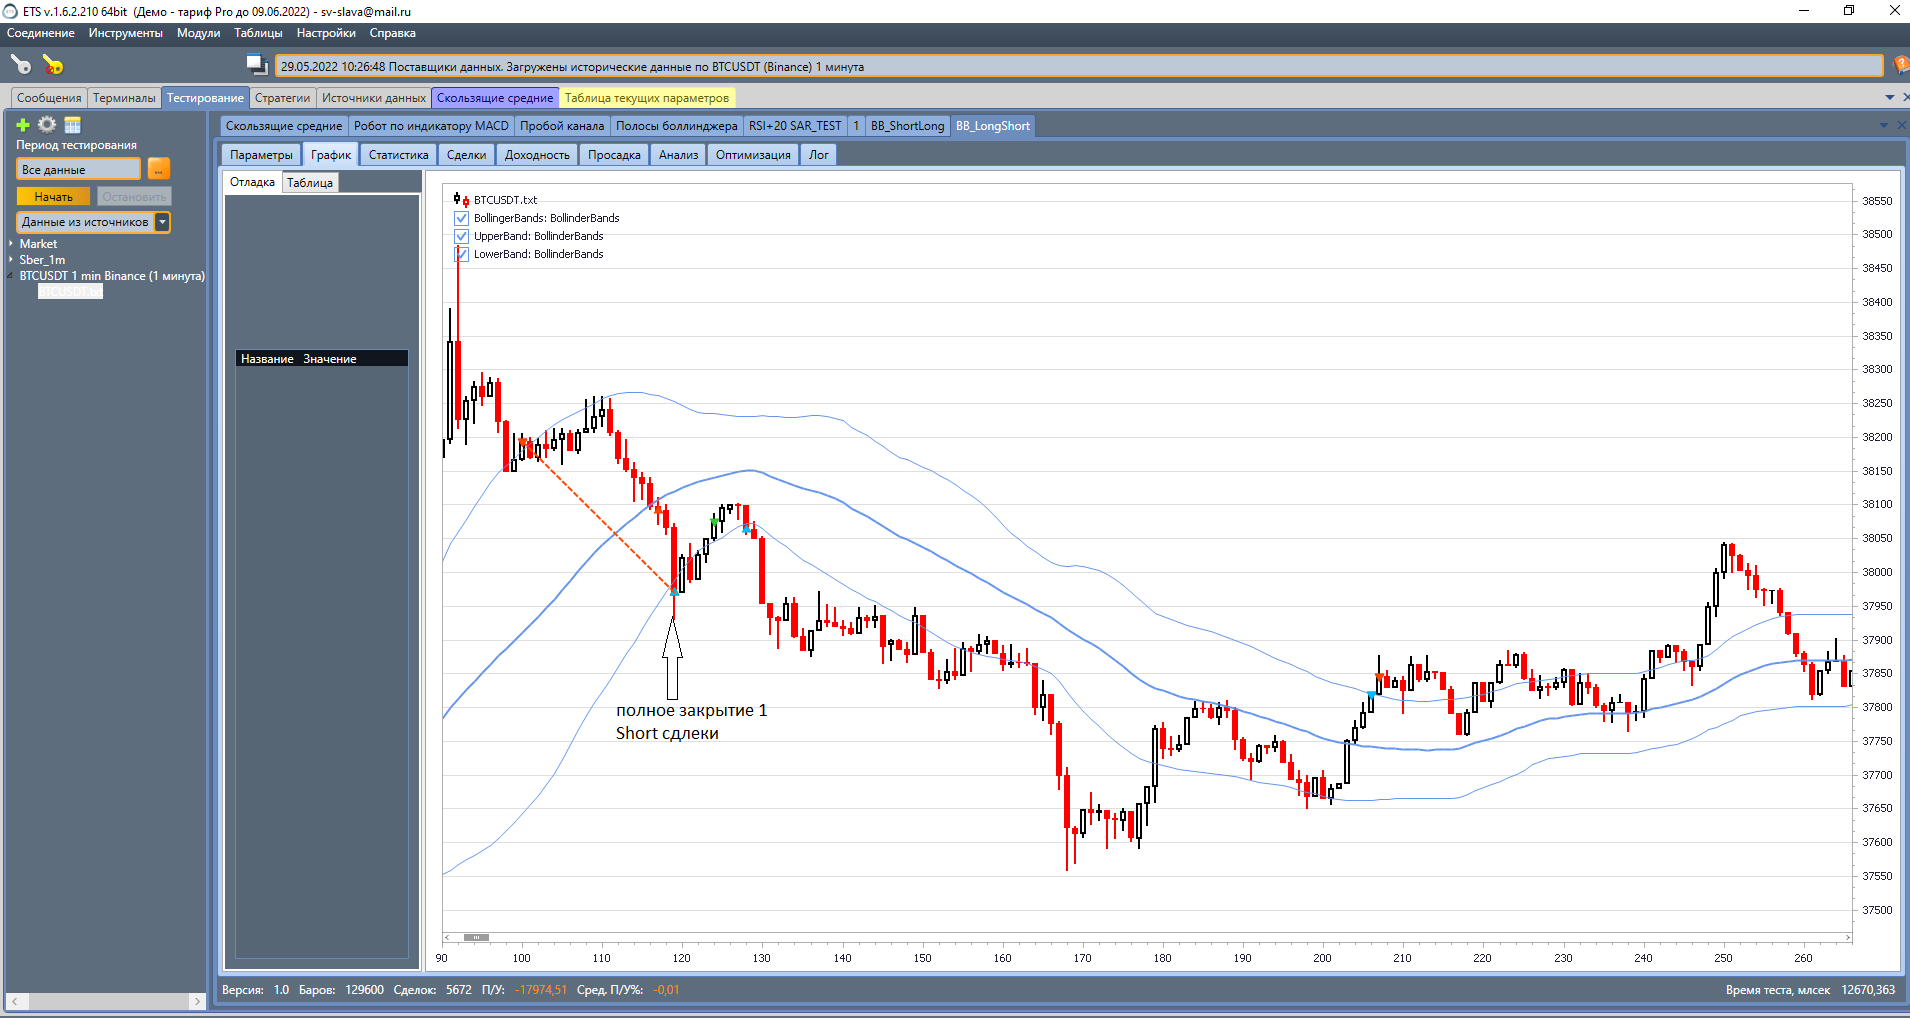 ETS v.1.6.2.210 64bit (Демо - тариф Pro до 09.06.2022) - sv-slava@mail.ru
Соединение Инструменты Модули Таблицы Настройки Справка
29.05.2022 10:26:48 Поставщики данных. Загружены исторические данные по BTCUSDT (Binance) 1 минута
Сообщения Терминалы Тестирование Стратегии Источники данных Скользящие средние Таблица текущих параметров
Период тестирования
Все данные ...
Начать Остановить
Данные из источников
Market
Sber_1m
BTCUSDT 1 min Binance (1 минута)
BTCUSDT.txt
Скользящие средние Робот по индикатору MACD Пробой канала Полосы боллинджера RSI+20 SAR_TEST 1 BB_ShortLong BB_LongShort
Параметры График Статистика Сделки Доходность Просадка Анализ Оптимизация Лог
Отладка Таблица
Название Значение
BTCUSDT.txt
BollingerBands: BollinderBands
UpperBand: BollinderBands
LowerBand: BollinderBands
полное закрытие 1
Short сдлеки
38550
38500
38450
38400
38350
38300
38250
38200
38150
38100
38050
38000
37950
37900
37850
37800
37750
37700
37650
37600
37550
37500
90 100 110 120 130 140 150 160 170 180 190 200 210 220 230 240 250 260
Версия: 1.0 Баров: 129600 Сделок: 5672 П/У: -17974,51 Сред. П/У%: -0,01 Время теста, млсек 12670,363